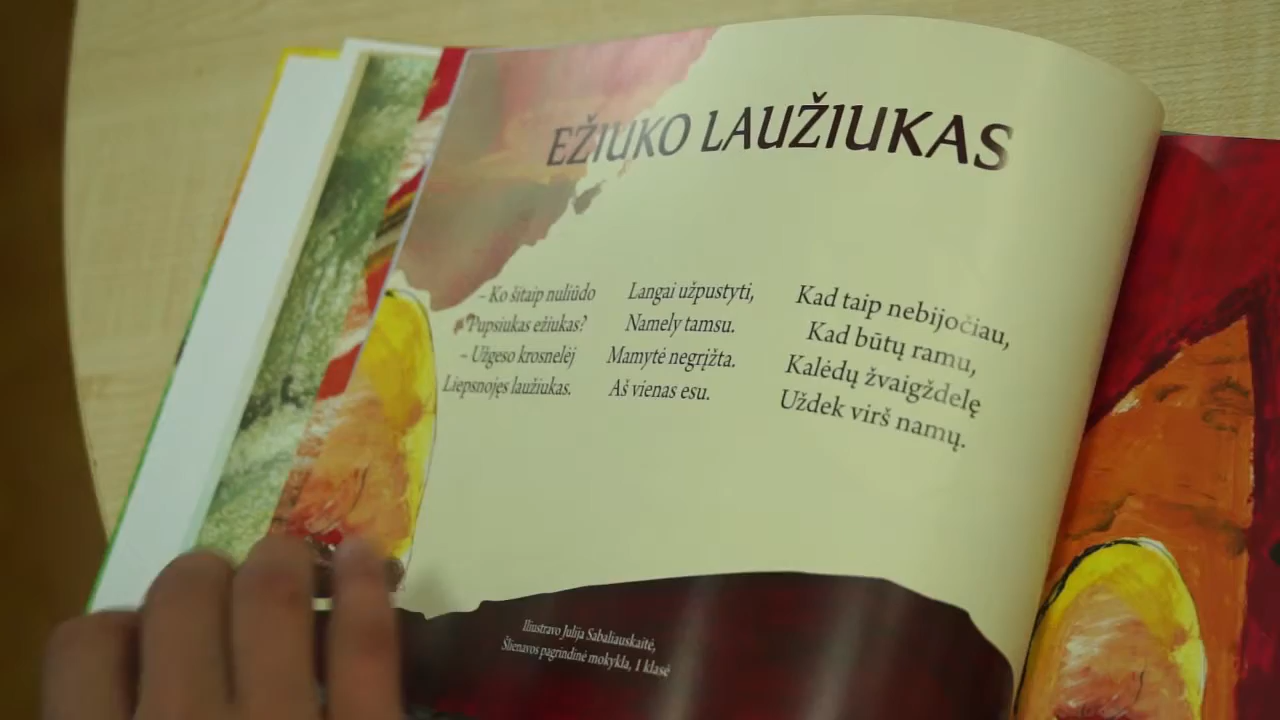 EŽIUKO LAUŽIUKAS
– Ko šitaip nuliūdo
Pupsiukas ežiukas?
– Užgeso krosnelėj
Liepsnojęs laužiukas.
Langai užpustyti,
Namely tamsu.
Mamytė negrįžta.
Aš vienas esu.
Kad taip nebijočiau,
Kad būtų ramu,
Kalėdų žvaigždelę
Uždek virš namų.
Iliustravo Julija Sabaliauskaitė,
Šlienavos pagrindinė mokykla, 1 klasė